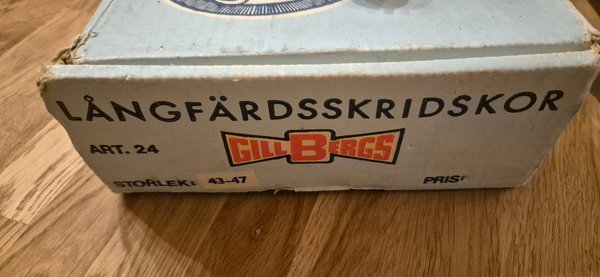 LÅNGFÄRDSSKRIDSKOR
ART. 24
GILLBERGS
STORLEK: 43-47
PRIS: